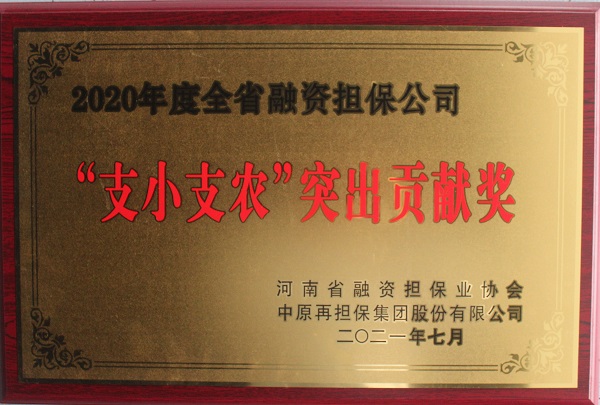 2020年度全省融资担保公司
“支小支农”突出贡献奖
河南省融资担保业协会
中原再担保集团股份有限公司
二〇二一年七月